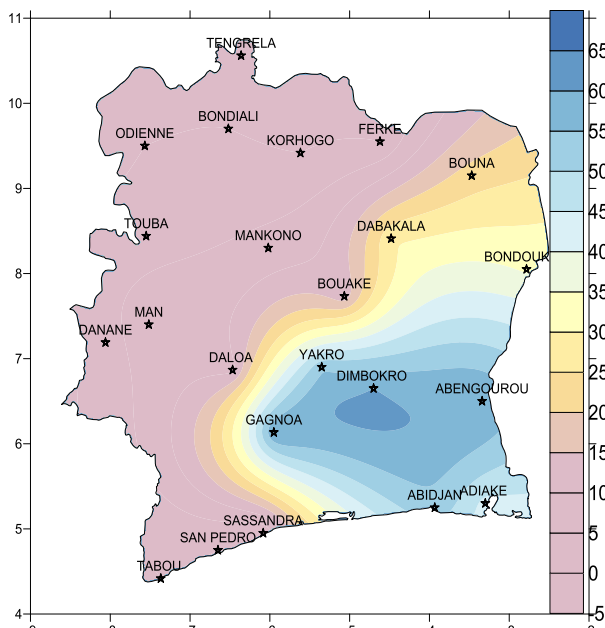 11
TENGRELA
65
60
10
BONDIALI
ODIENNE
FERKE
KORHOGO
55
BOUNA
50
9
45
TOUBA
DABAKALA
MANKONO
40
BONDOUK
8
BOUAKE
35
30
MAN
DANANE
25
7
DALOA
YAKRO
DIMBOKRO
20
ABENGOUROU
GAGNOA
15
6
10
ABIDJAN
ADIAKE
5
SASSANDRA
5
SAN PEDRO
TABOU
0
4
-5